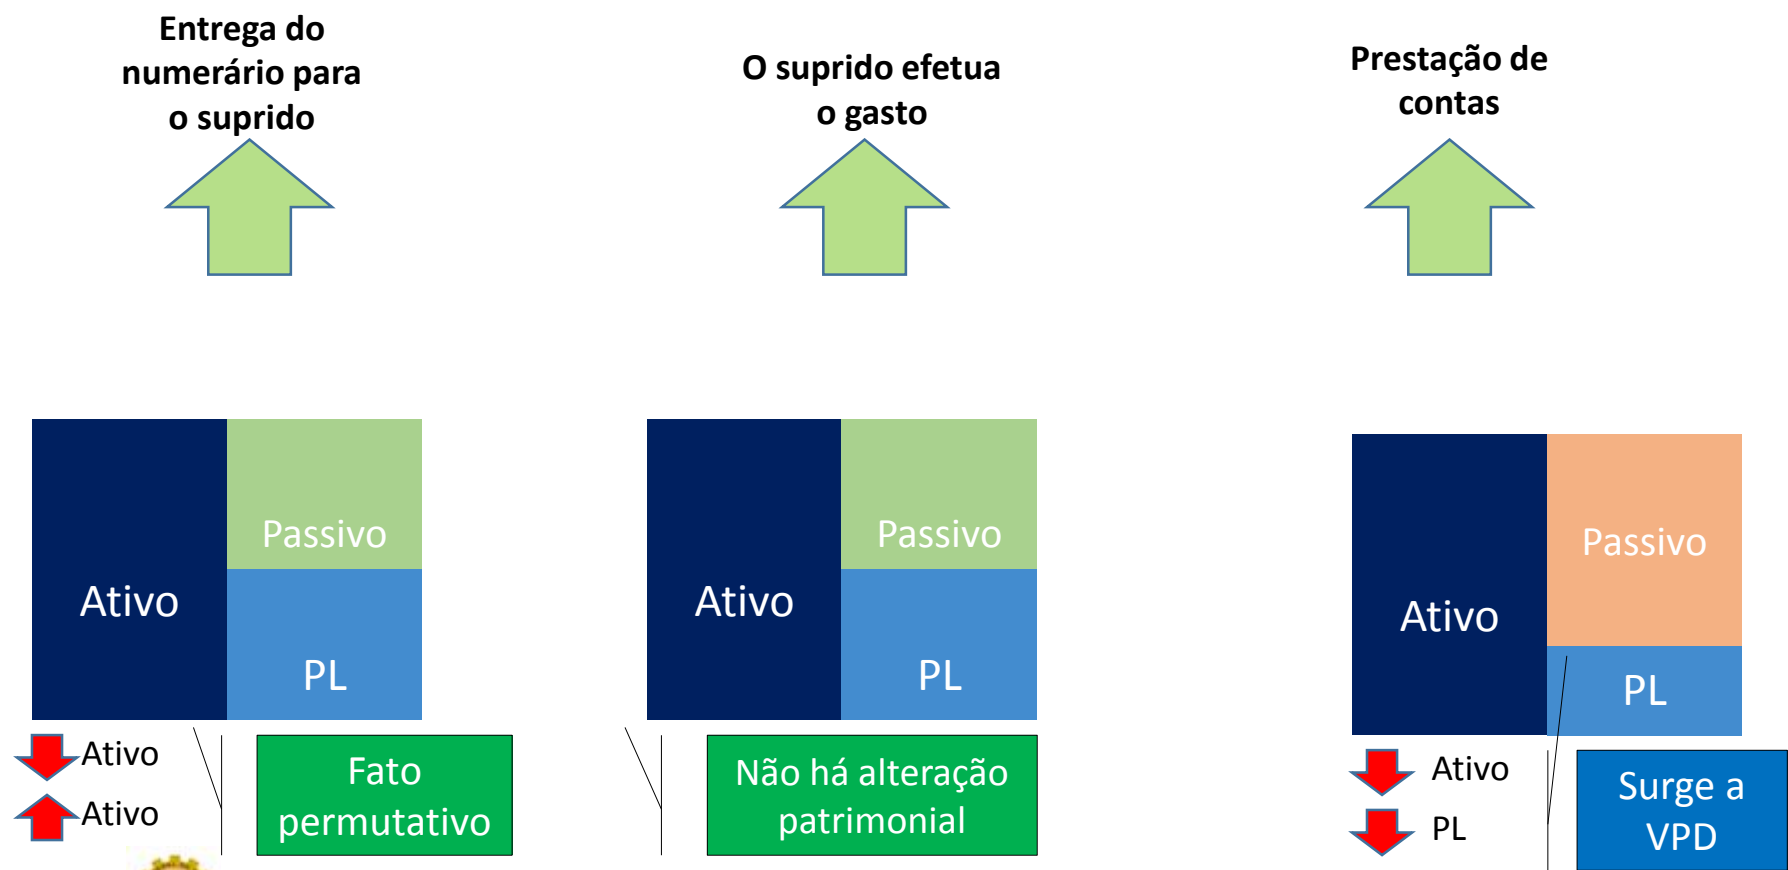 Entrega do
numerário para
o suprido
O suprido efetua
o gasto
Prestação de
contas
Ativo
Passivo
PL
Ativo
Passivo
PL
Ativo
Passivo
PL
Ativo
Ativo
Fato
permutativo
Não há alteração
patrimonial
Ativo
PL
Surge a
VPD